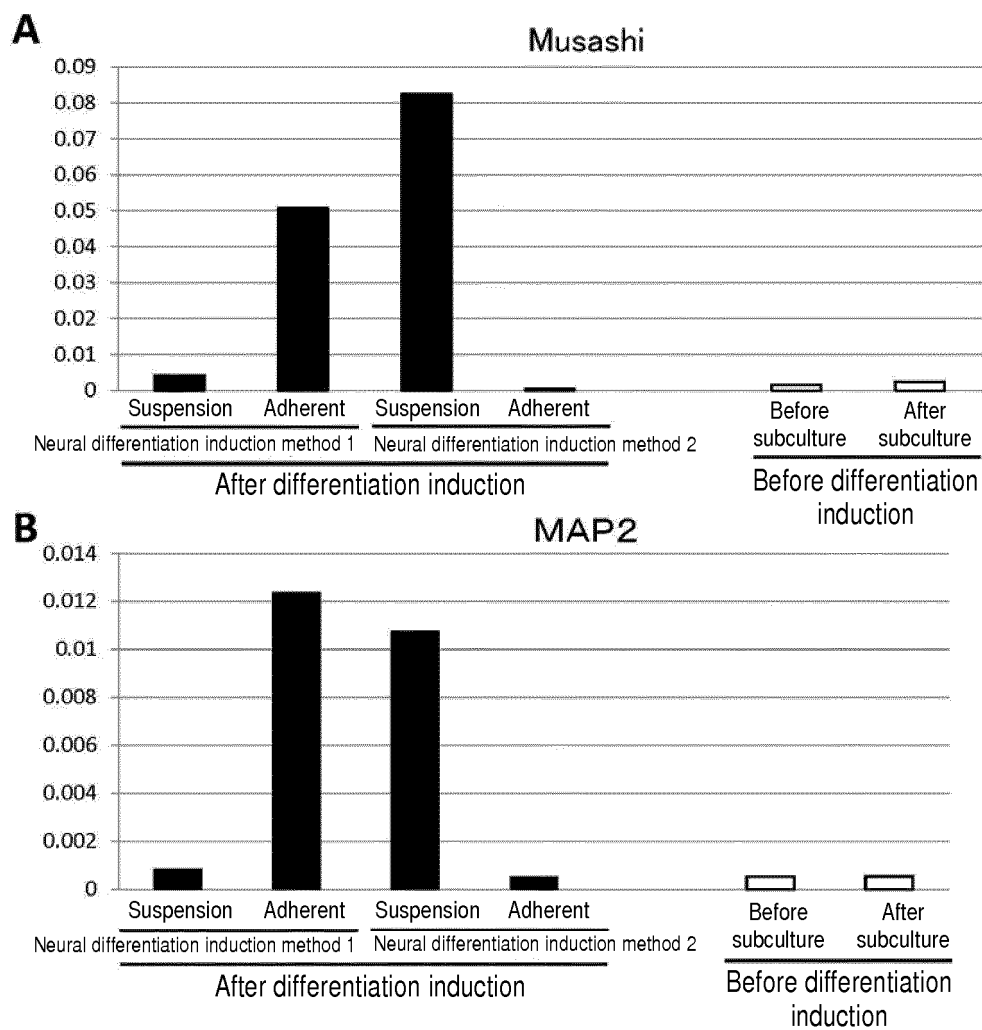 A
Musashi
0.09
0.08
0.07
0.06
0.05
0.04
0.03
0.02
0.01
0
Suspension Adherent Suspension Adherent
Before subculture
After subculture
Neural differentiation induction method 1 Neural differentiation induction method 2
After differentiation induction
Before differentiation
induction
B
MAP2
0.014
0.012
0.01
0.008
0.006
0.004
0.002
0
Suspension Adherent Suspension Adherent
Before subculture
After subculture
Neural differentiation induction method 1 Neural differentiation induction method 2
After differentiation induction
Before differentiation
induction